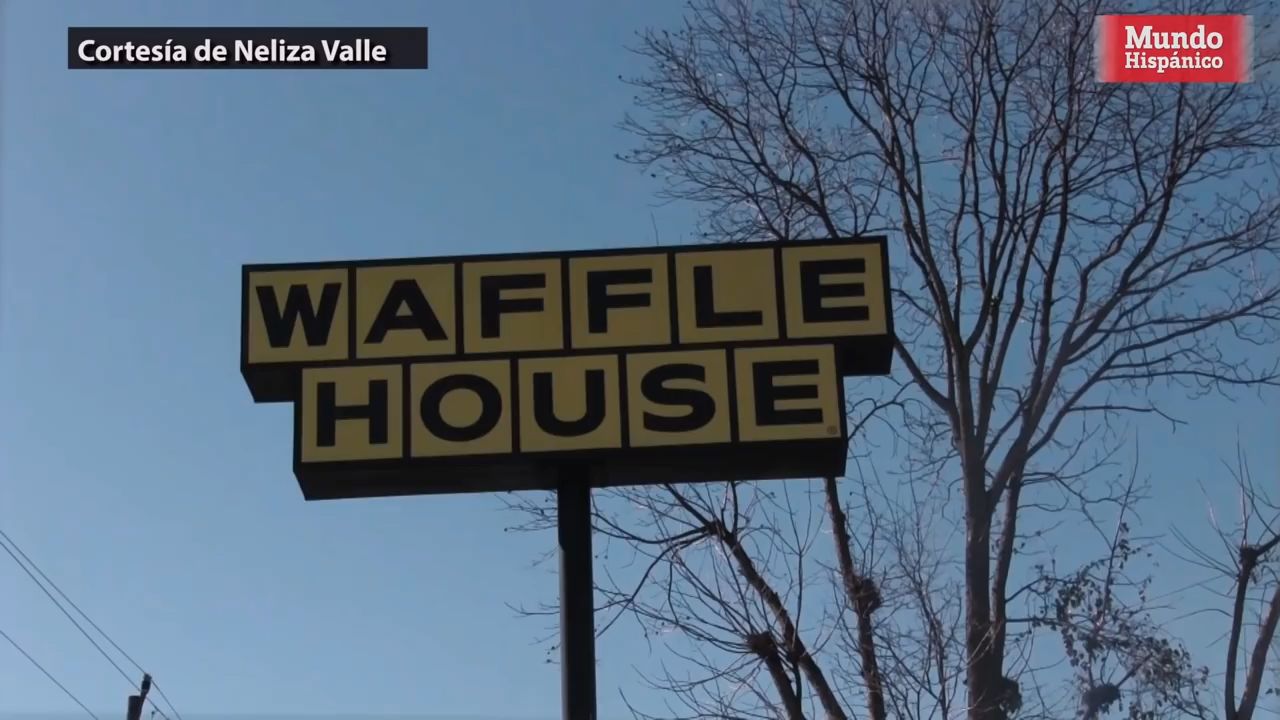 Cortesía de Neliza Valle
Mundo
Hispánico
WAFFLE
HOUSE
®